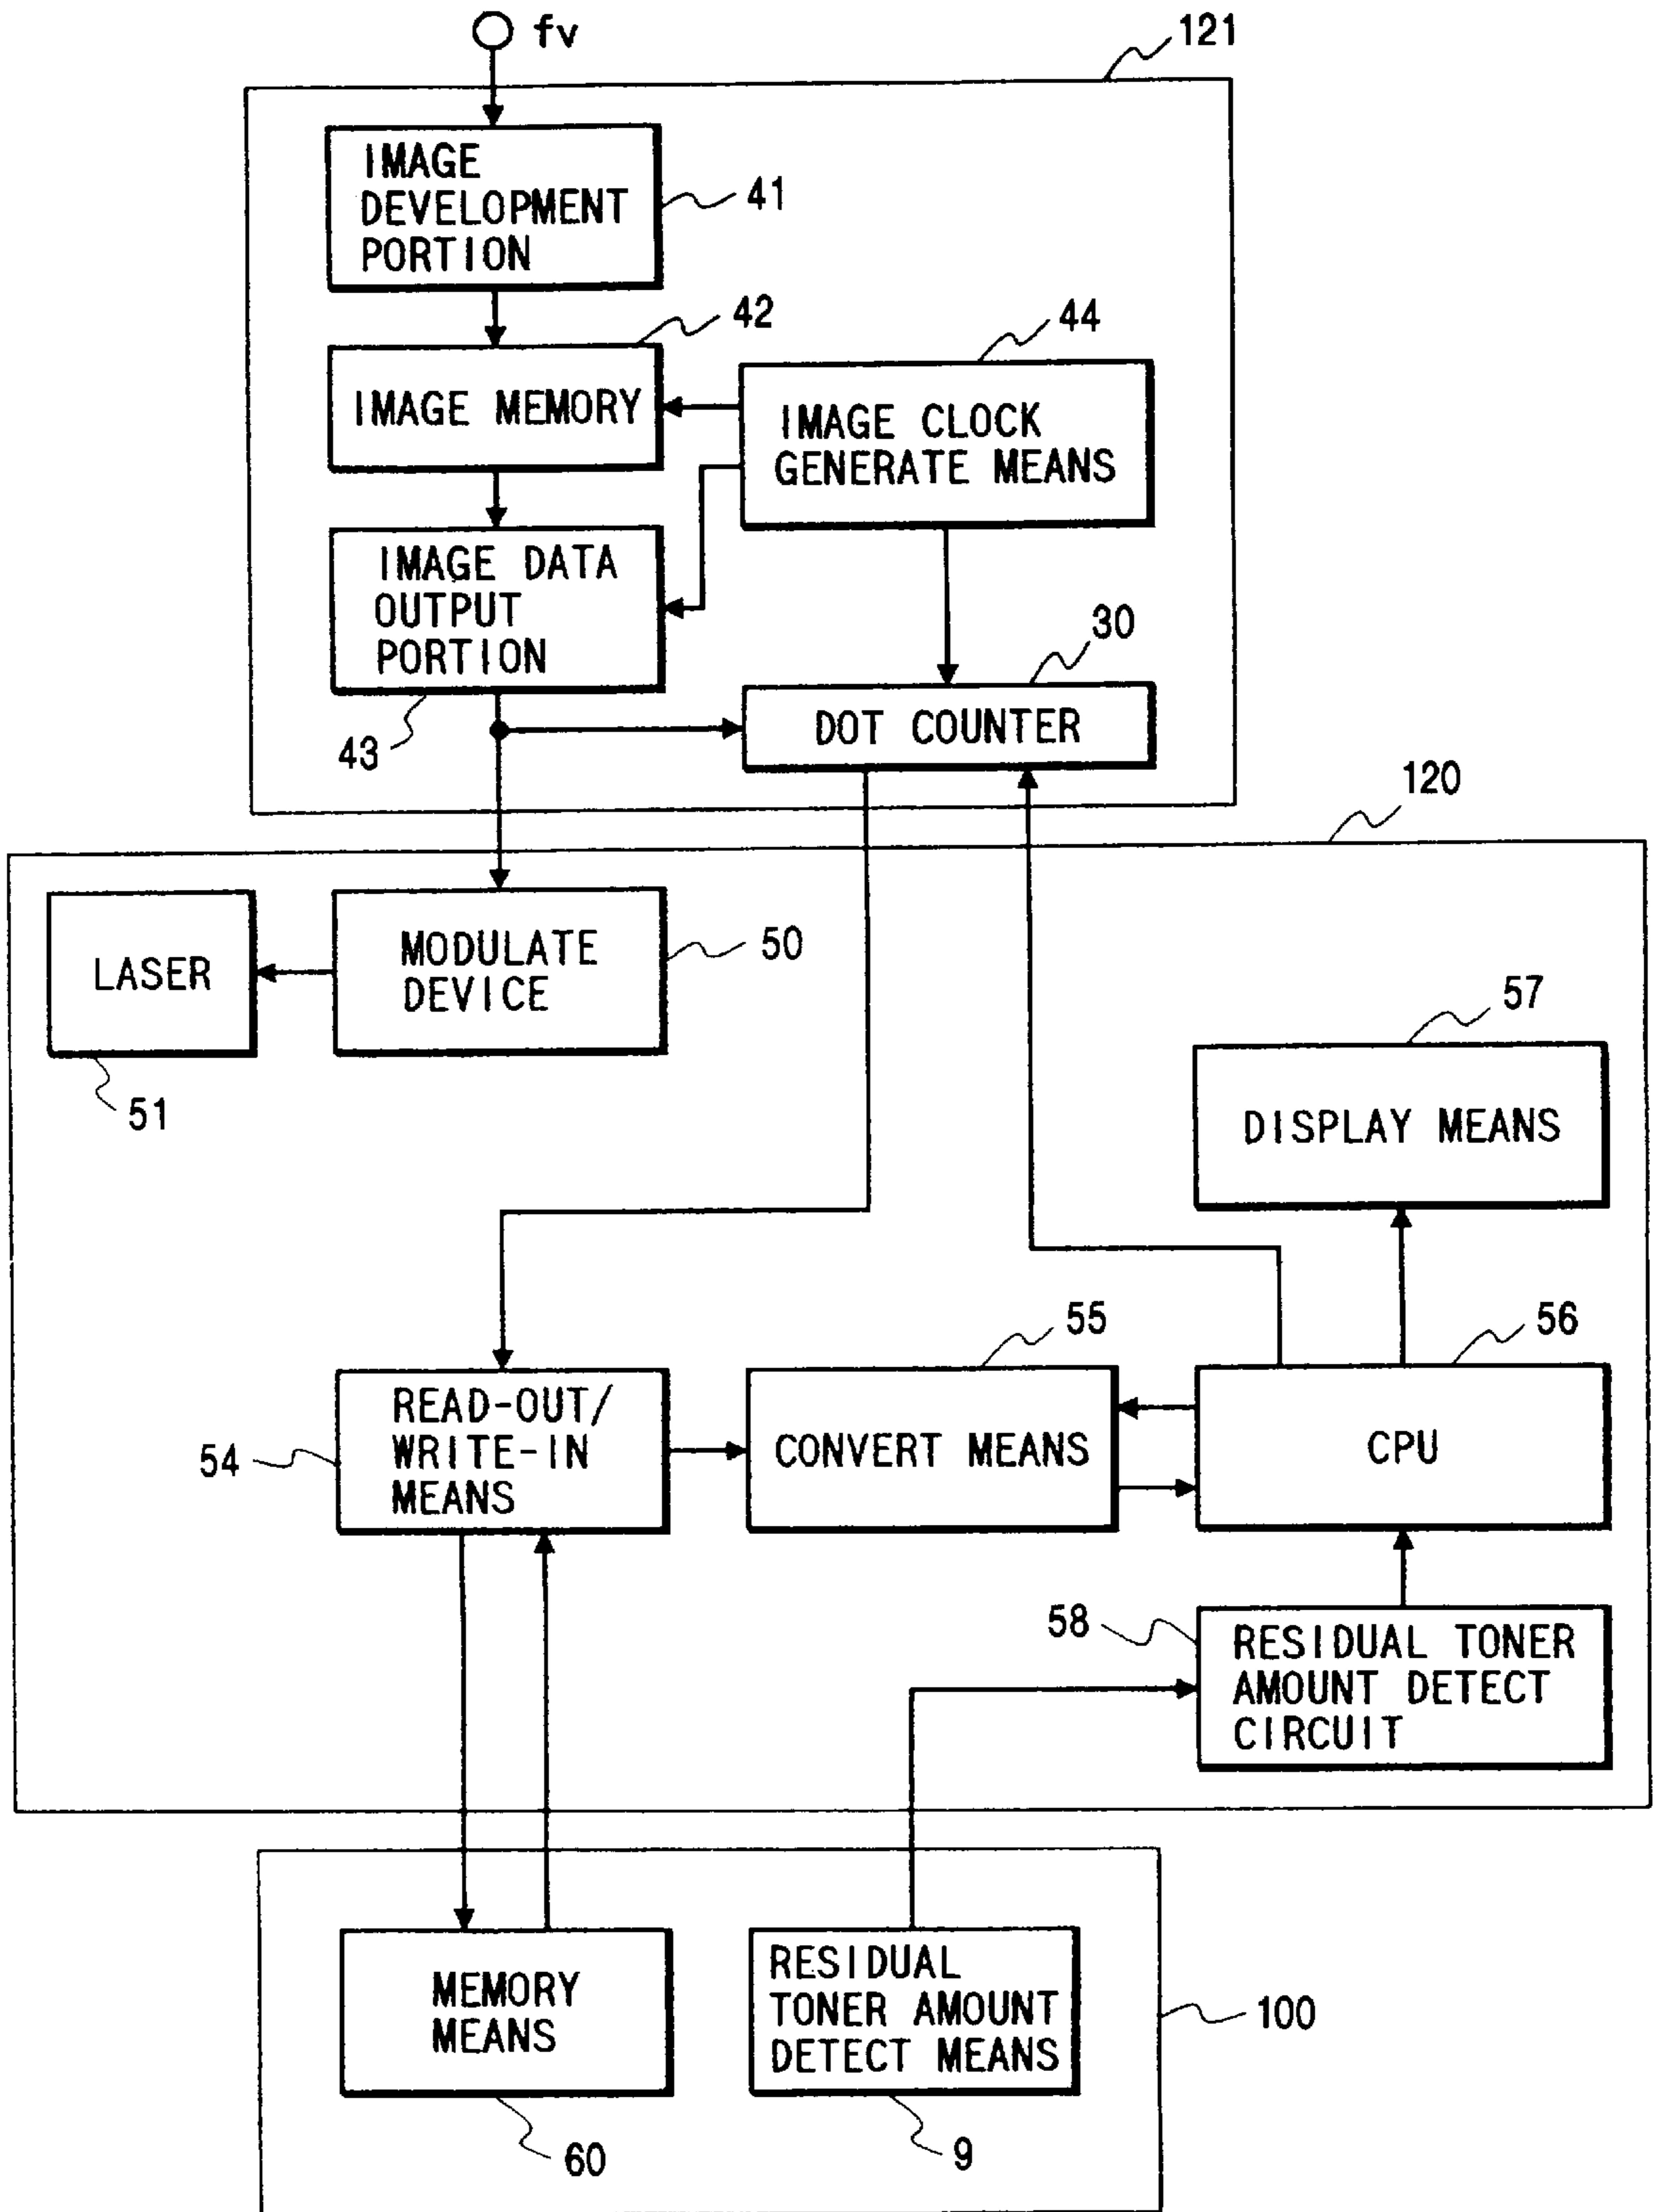 fv
121
IMAGE
DEVELOPMENT
PORTION
41
42
44
IMAGE MEMORY
IMAGE CLOCK
GENERATE MEANS
IMAGE DATA
OUTPUT
PORTION
43
30
DOT COUNTER
120
LASER
51
MODULATE
DEVICE
50
57
DISPLAY MEANS
55
56
54
READ-OUT/
WRITE-IN
MEANS
CONVERT MEANS
CPU
58
RESIDUAL TONER
AMOUNT DETECT
CIRCUIT
MEMORY
MEANS
60
RESIDUAL
TONER AMOUNT
DETECT MEANS
9
100